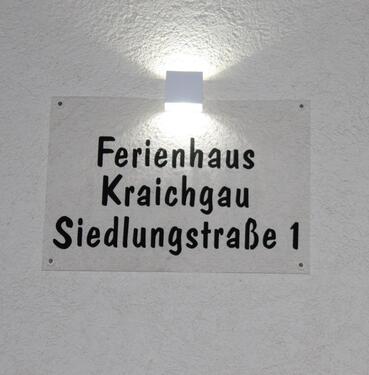 Ferienhaus
Kraichgau
Siedlungstraße 1